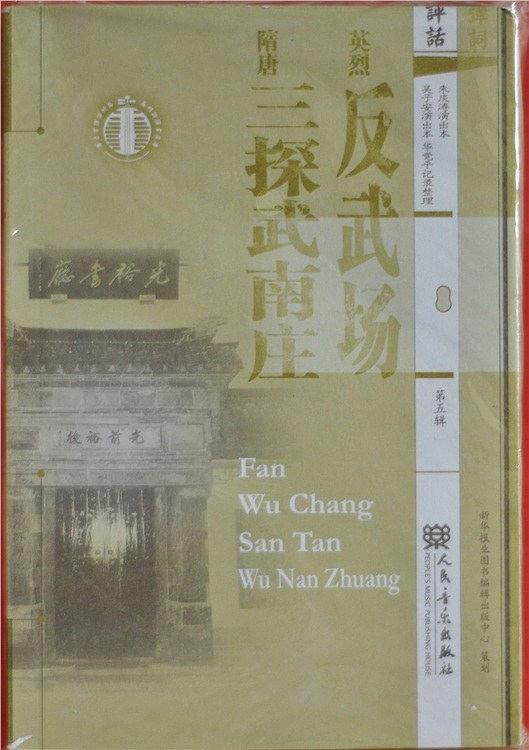 彈詞
評話
英烈
反武场
隋唐
三探武南庄
朱庆涛演出本
吴子安演出本 华觉平记录整理
第五辑
光裕書廳
光前裕後
Fan
Wu Chang
San Tan
Wu Nan Zhuang
人民音乐出版社
PEOPLE'S MUSIC PUBLISHING HOUSE
新华报业图书编辑出版中心 策划